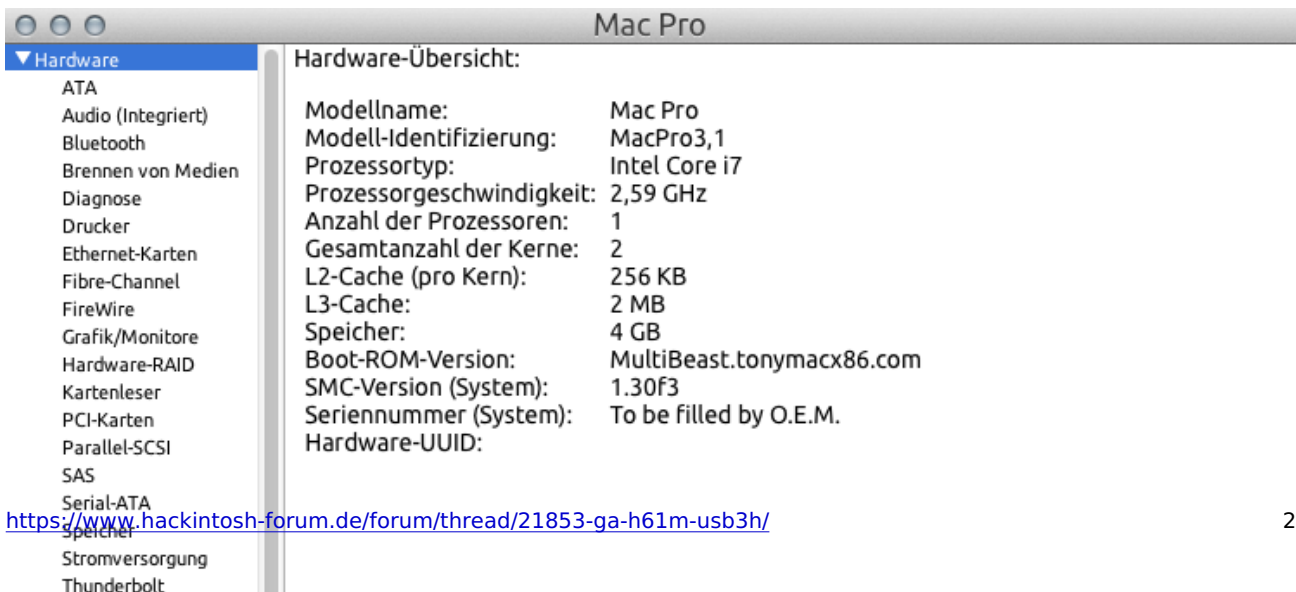 Mac Pro
Hardware
ATA
Audio (Integriert)
Bluetooth
Brennen von Medien
Diagnose
Drucker
Ethernet-Karten
Fibre-Channel
FireWire
Grafik/Monitore
Hardware-RAID
Kartenleser
PCI-Karten
Parallel-SCSI
SAS
Serial-ATA
Speicher
Stromversorgung
Thunderbolt
Hardware-Übersicht:
Modellname: Mac Pro
Modell-Identifizierung: MacPro3,1
Prozessortyp: Intel Core i7
Prozessorgeschwindigkeit: 2,59 GHz
Anzahl der Prozessoren: 1
Gesamtanzahl der Kerne: 2
L2-Cache (pro Kern): 256 KB
L3-Cache: 2 MB
Speicher: 4 GB
Boot-ROM-Version: MultiBeast.tonymacx86.com
SMC-Version (System): 1.30f3
Seriennummer (System): To be filled by O.E.M.
Hardware-UUID:
https://www.hackintosh-forum.de/forum/thread/21853-ga-h61m-usb3h/ 2